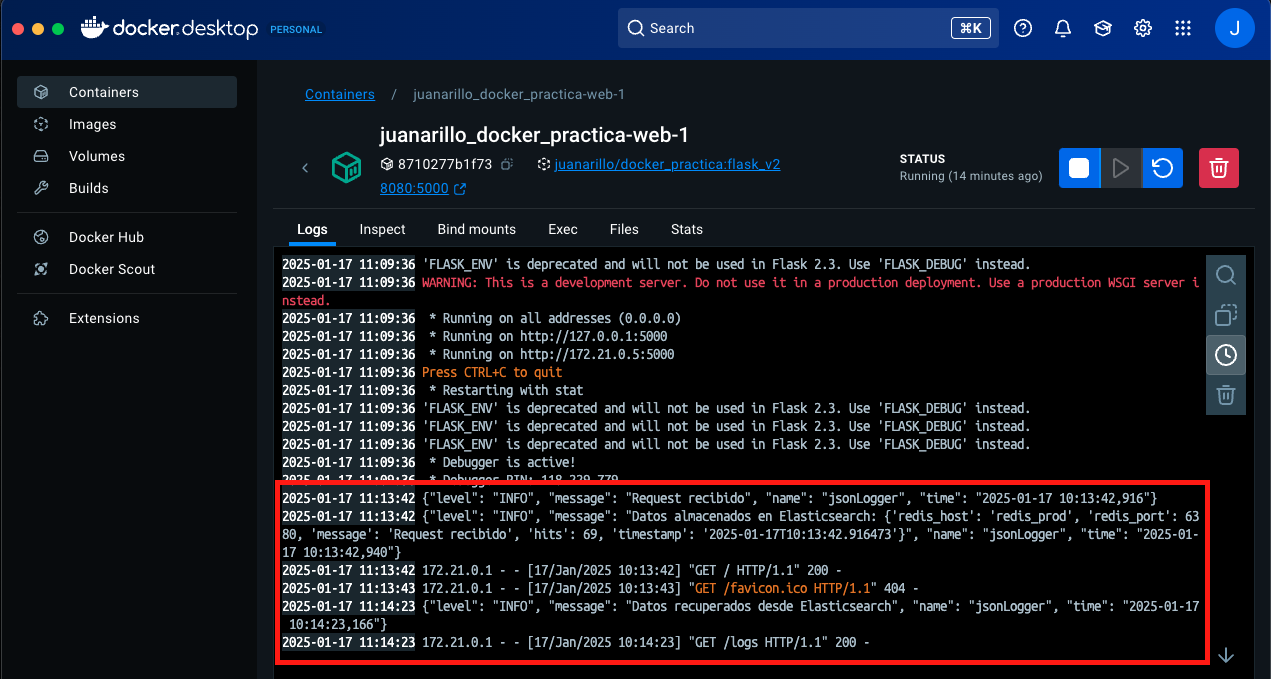 docker desktop PERSONAL
Search
⌘K
J
Containers
Images
Volumes
Builds
Docker Hub
Docker Scout
Extensions
Containers / juanarillo_docker_practica-web-1
juanarillo_docker_practica-web-1
8710277b1f73 juanarillo/docker_practica:flask_v2
8080:5000
STATUS
Running (14 minutes ago)
Logs Inspect Bind mounts Exec Files Stats
2025-01-17 11:09:36 'FLASK_ENV' is deprecated and will not be used in Flask 2.3. Use 'FLASK_DEBUG' instead.
2025-01-17 11:09:36 WARNING: This is a development server. Do not use it in a production deployment. Use a production WSGI server i
nstead.
2025-01-17 11:09:36 * Running on all addresses (0.0.0.0)
2025-01-17 11:09:36 * Running on http://127.0.0.1:5000
2025-01-17 11:09:36 * Running on http://172.21.0.5:5000
2025-01-17 11:09:36 Press CTRL+C to quit
2025-01-17 11:09:36 * Restarting with stat
2025-01-17 11:09:36 'FLASK_ENV' is deprecated and will not be used in Flask 2.3. Use 'FLASK_DEBUG' instead.
2025-01-17 11:09:36 'FLASK_ENV' is deprecated and will not be used in Flask 2.3. Use 'FLASK_DEBUG' instead.
2025-01-17 11:09:36 'FLASK_ENV' is deprecated and will not be used in Flask 2.3. Use 'FLASK_DEBUG' instead.
2025-01-17 11:09:36 * Debugger is active!
2025-01-17 11:09:36 * Debugger PIN: 118-229-779
2025-01-17 11:13:42 {"level": "INFO", "message": "Request recibido", "name": "jsonLogger", "time": "2025-01-17 10:13:42,916"}
2025-01-17 11:13:42 {"level": "INFO", "message": "Datos almacenados en Elasticsearch: {'redis_host': 'redis_prod', 'redis_port': 63
80, 'message': 'Request recibido', 'hits': 69, 'timestamp': '2025-01-17T10:13:42.916473'}", "name": "jsonLogger", "time": "2025-01-
17 10:13:42,940"}
2025-01-17 11:13:42 172.21.0.1 - - [17/Jan/2025 10:13:42] "GET / HTTP/1.1" 200 -
2025-01-17 11:13:43 172.21.0.1 - - [17/Jan/2025 10:13:43] "GET /favicon.ico HTTP/1.1" 404 -
2025-01-17 11:14:23 {"level": "INFO", "message": "Datos recuperados desde Elasticsearch", "name": "jsonLogger", "time": "2025-01-17
10:14:23,166"}
2025-01-17 11:14:23 172.21.0.1 - - [17/Jan/2025 10:14:23] "GET /logs HTTP/1.1" 200 -